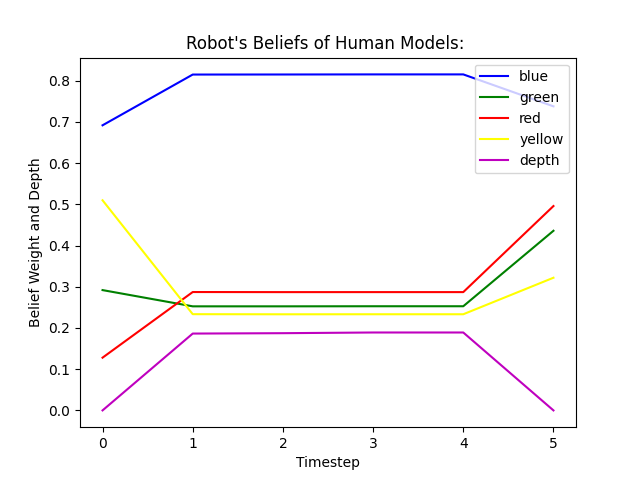 Robot's Beliefs of Human Models:
blue
green
red
yellow
depth
Belief Weight and Depth
0.8
0.7
0.6
0.5
0.4
0.3
0.2
0.1
0.0
0 1 2 3 4 5
Timestep